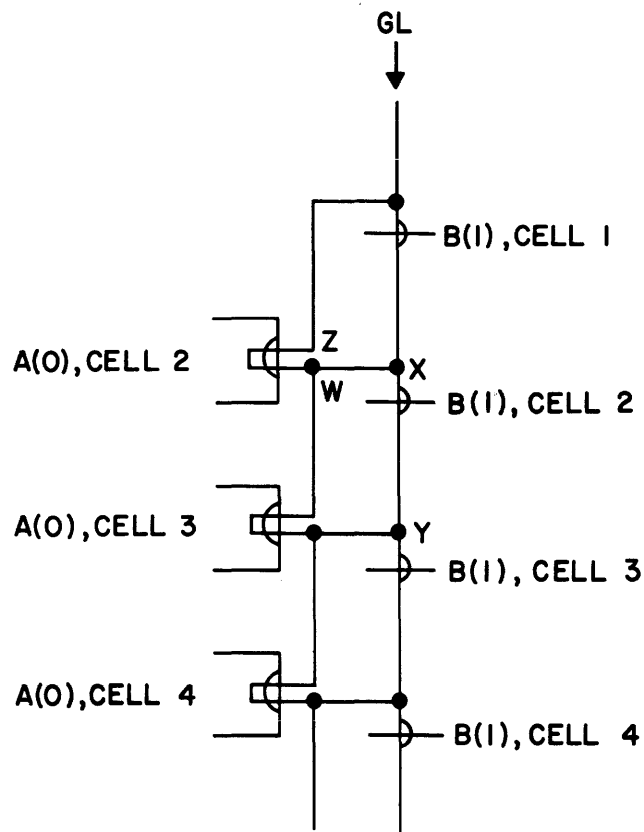 GL
B(1), CELL 1
Z
A(0), CELL 2
X
W
B(1), CELL 2
A(0), CELL 3
Y
B(1), CELL 3
A(0), CELL 4
B(1), CELL 4